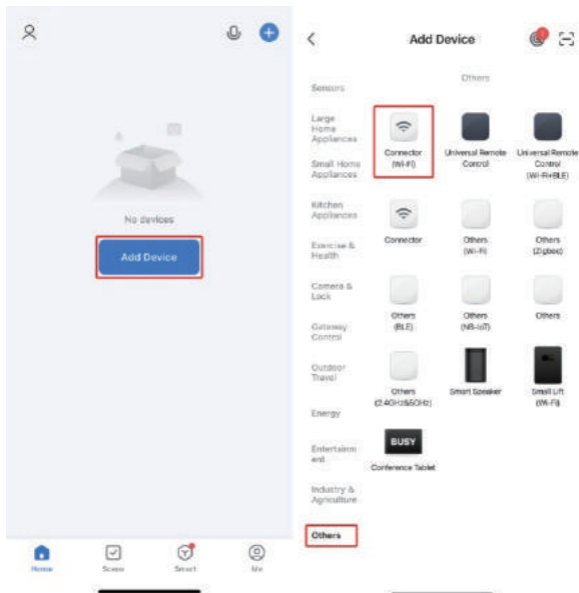 No devices
Add Device
Home
Scene
Smart
Me
Add Device
Others
Sensors
Large
Home
Appliances
Small Home
Appliances
Kitchen
Appliances
Exercise &
Health
Camera &
Lock
Gateway
Control
Outdoor
Travel
Energy
Entertainm
ent
Industry &
Agriculture
Others
Connector
(Wi-Fi)
Universal Remote
Control
Universal Remote
Control
(Wi-Fi+BLE)
Connector
Others
(Wi-Fi)
Others
(Zigbee)
Others
(BLE)
Others
(NB-IoT)
Others
Others
(2.4GHz&5GHz)
Smart Speaker
Small Lift
(Wi-Fi)
BUSY
Conference Tablet